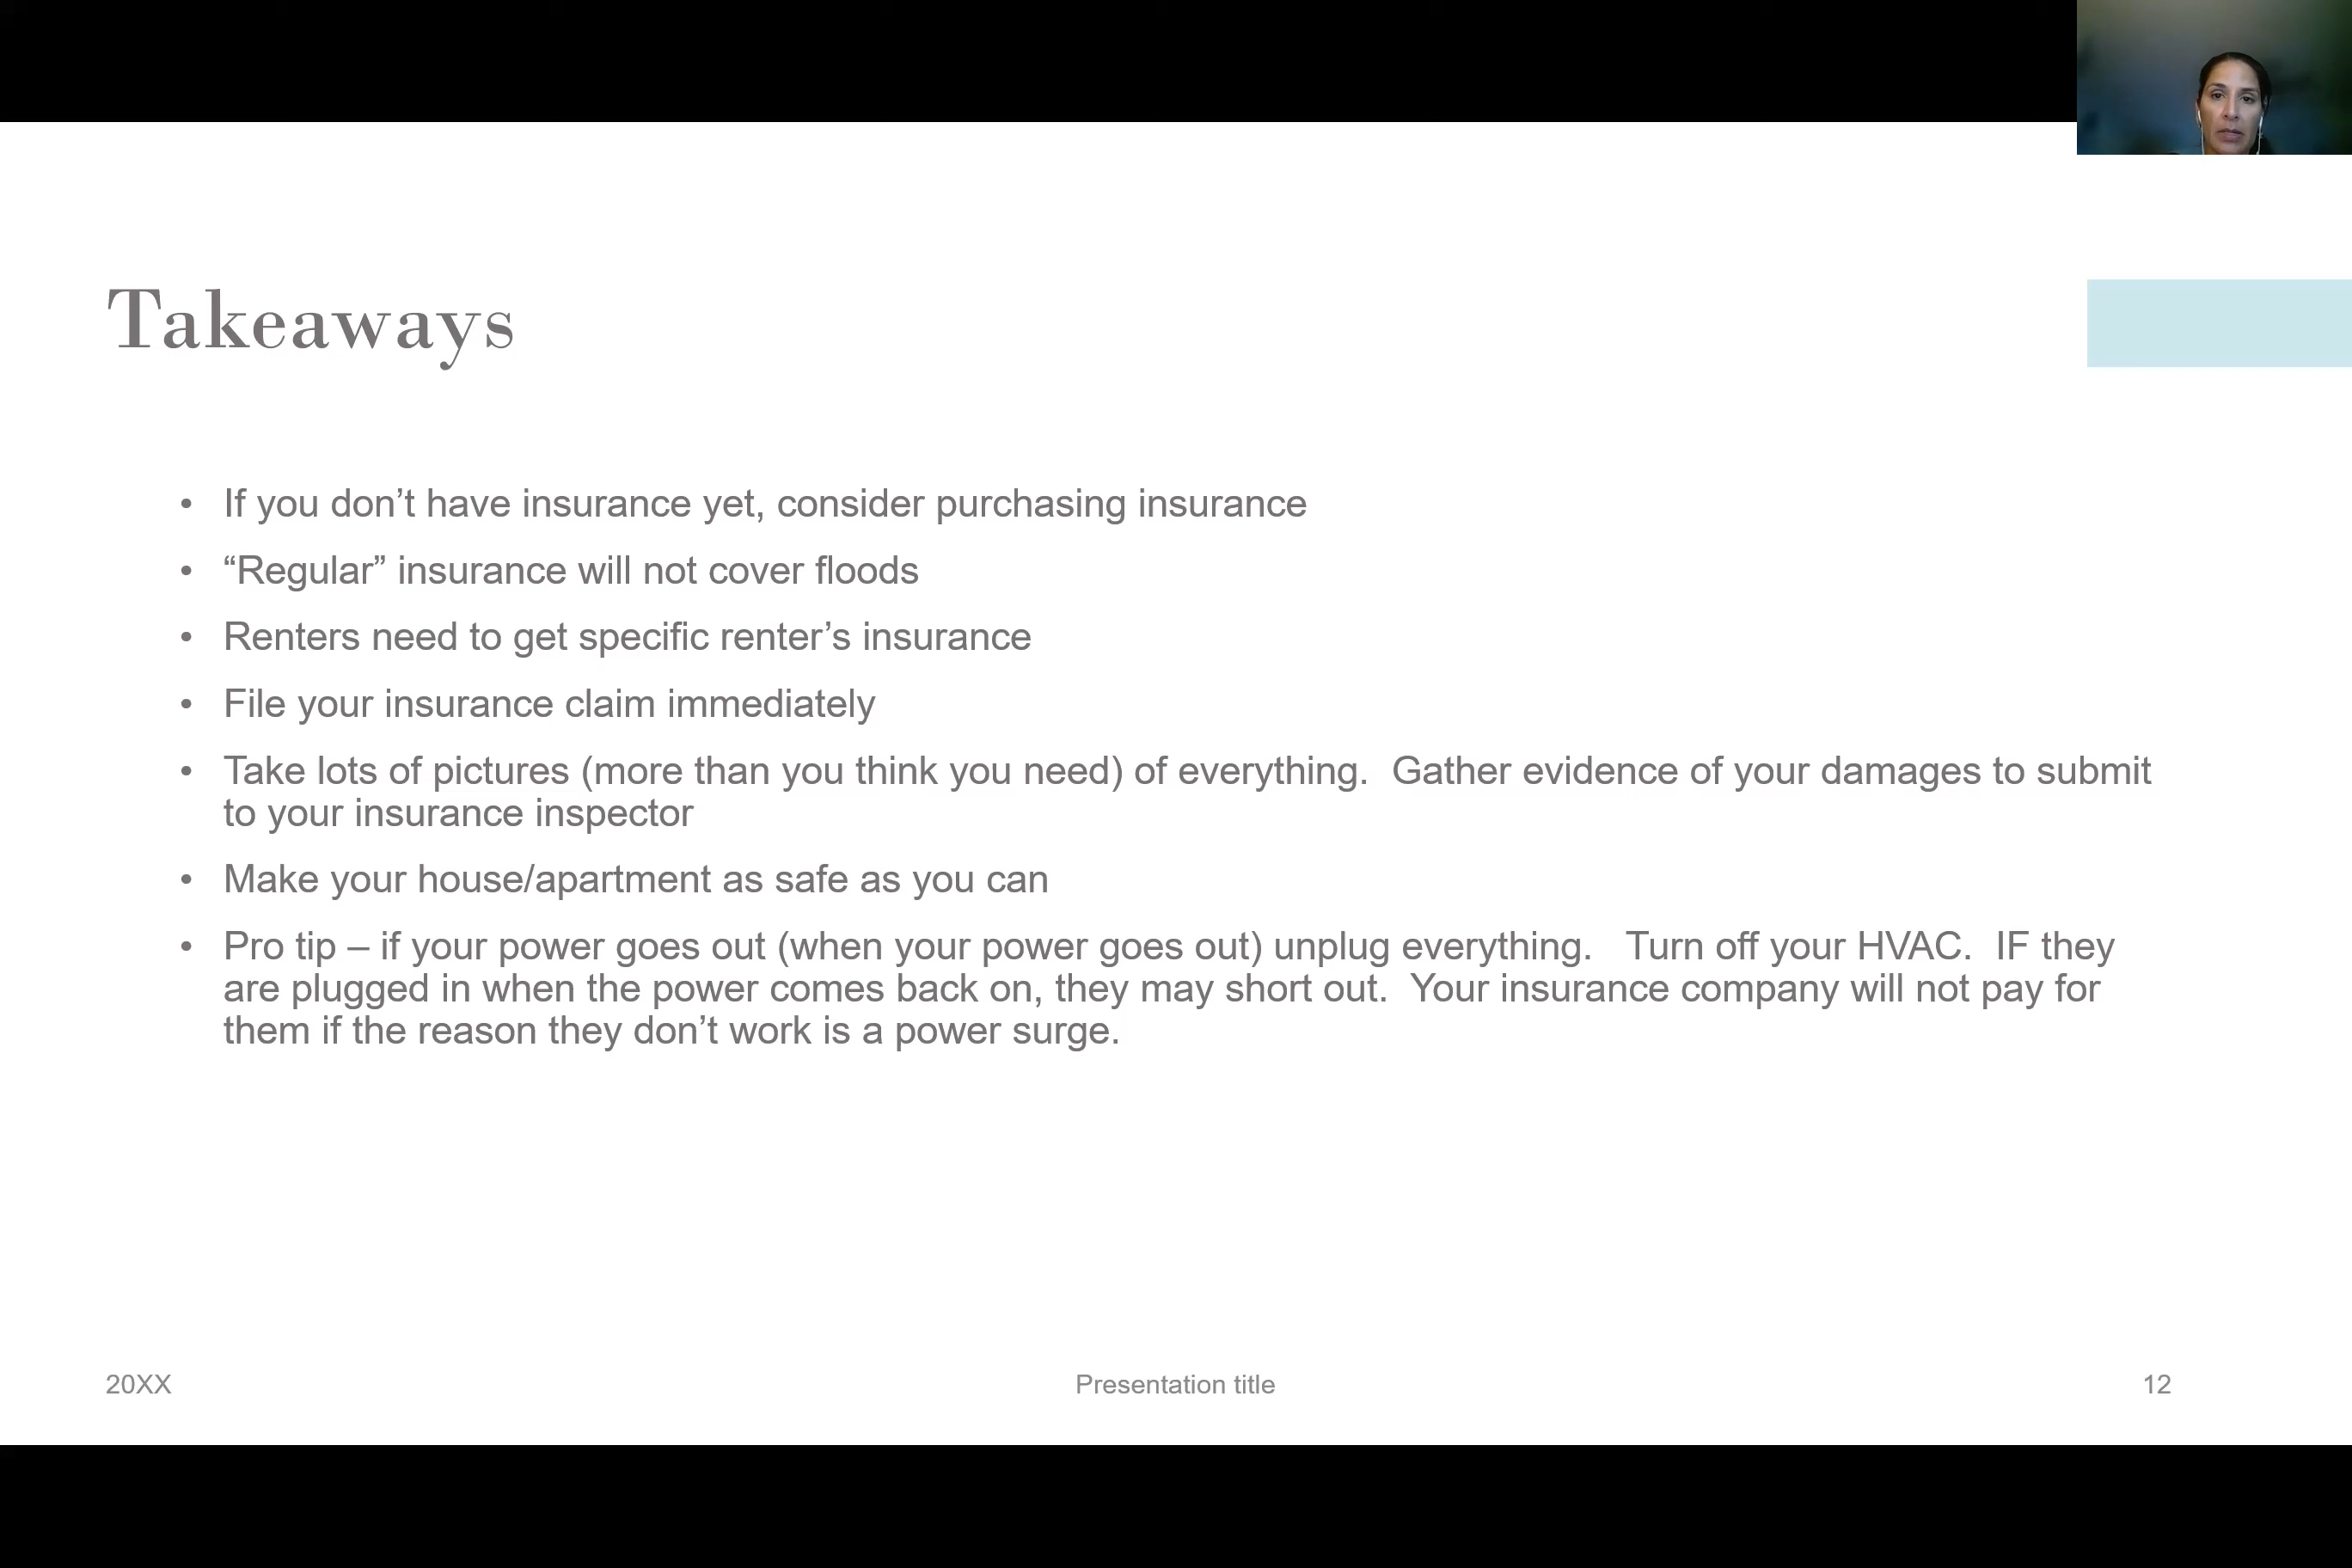 Takeaways
• If you don’t have insurance yet, consider purchasing insurance
• “Regular” insurance will not cover floods
• Renters need to get specific renter’s insurance
• File your insurance claim immediately
• Take lots of pictures (more than you think you need) of everything.  Gather evidence of your damages to submit
to your insurance inspector
• Make your house/apartment as safe as you can
• Pro tip – if your power goes out (when your power goes out) unplug everything.   Turn off your HVAC.  IF they
are plugged in when the power comes back on, they may short out.  Your insurance company will not pay for
them if the reason they don’t work is a power surge.
20XX
Presentation title
12